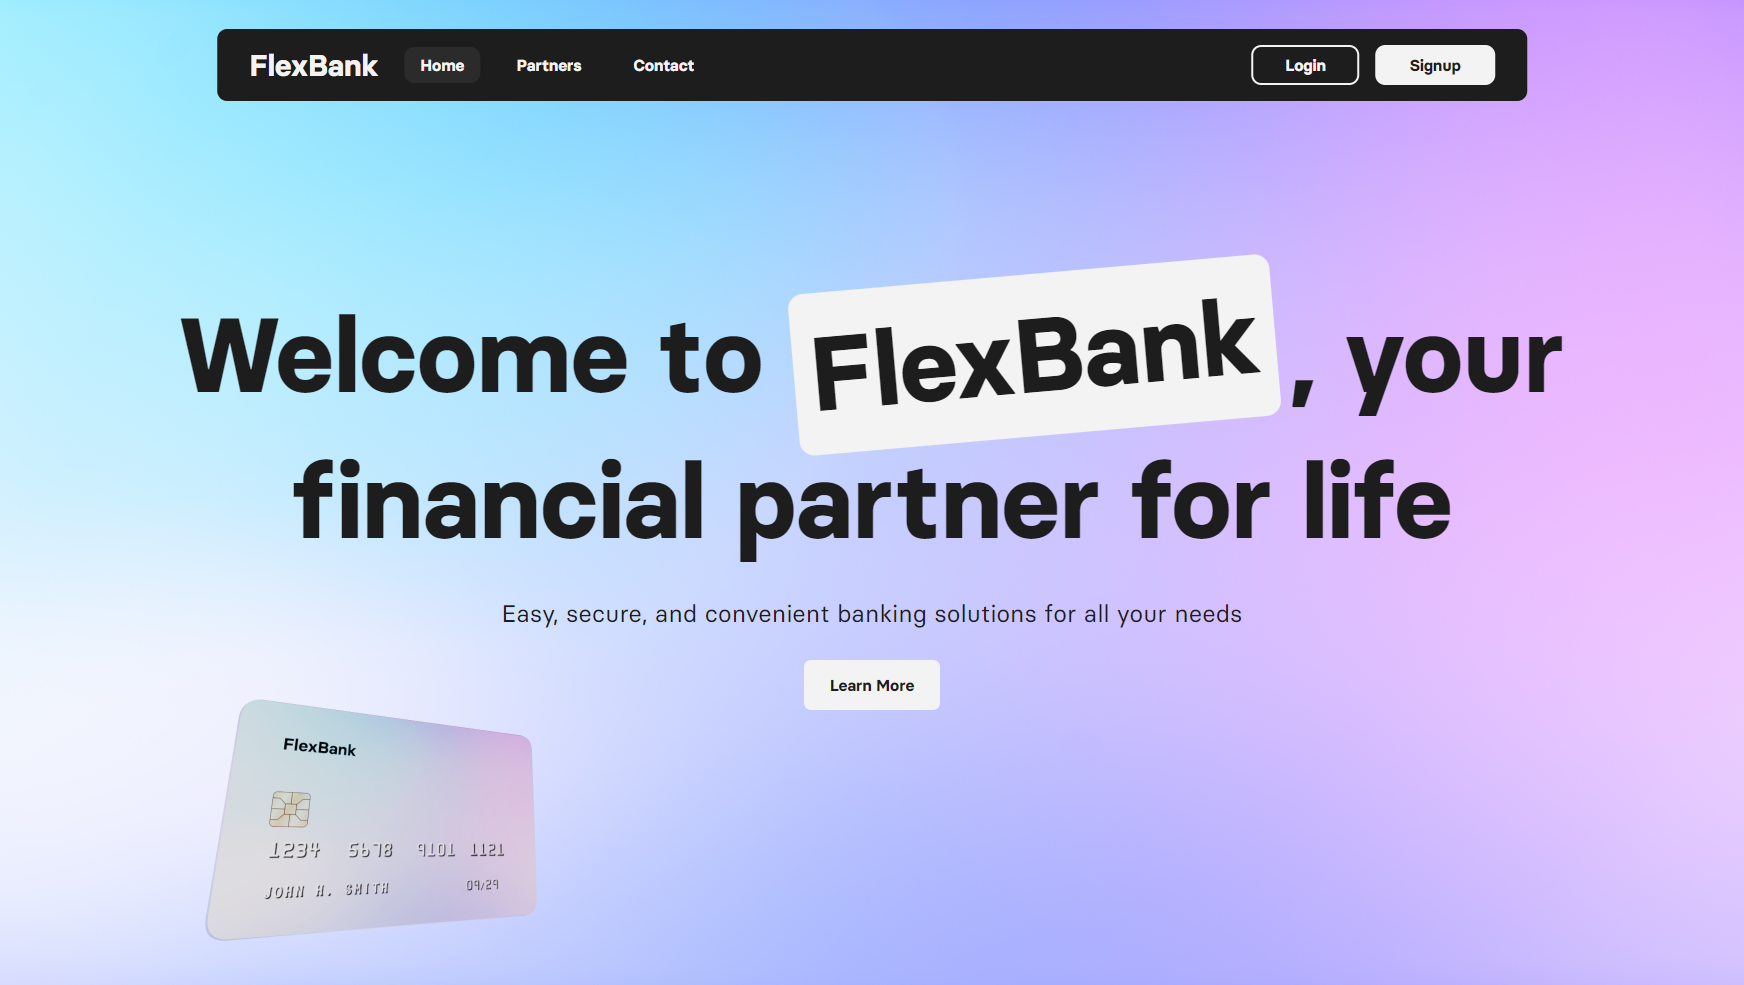 FlexBank Home Partners Contact Login Signup
Welcome to FlexBank, your
financial partner for life
Easy, secure, and convenient banking solutions for all your needs
Learn More
FlexBank
1234 5678 9101 1121
JOHN H. SMITH 09/29